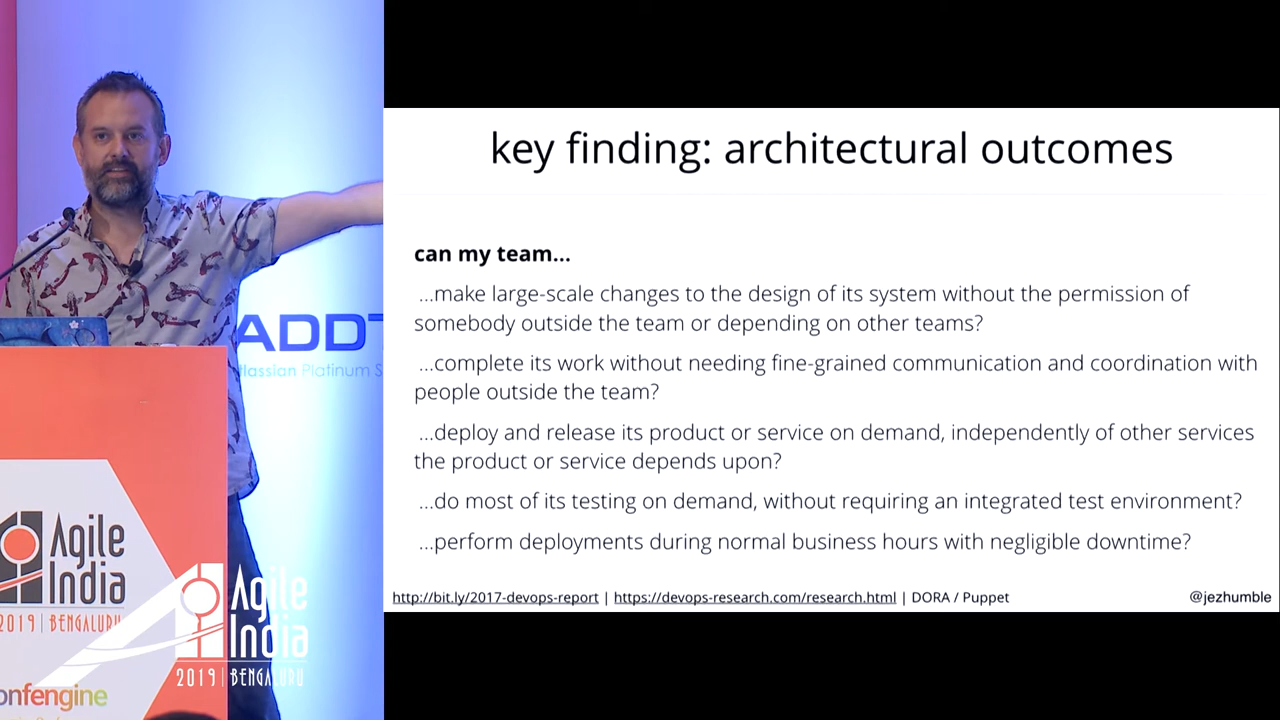 key finding: architectural outcomes
can my team...
...make large-scale changes to the design of its system without the permission of
somebody outside the team or depending on other teams?
...complete its work without needing fine-grained communication and coordination with
people outside the team?
...deploy and release its product or service on demand, independently of other services
the product or service depends upon?
...do most of its testing on demand, without requiring an integrated test environment?
...perform deployments during normal business hours with negligible downtime?
http://bit.ly/2017-devops-report | https://devops-research.com/research.html | DORA / Puppet
@jezhumble
ADDT
tlassian Platinum S
Agile
India
2019 | BENGALURU
Agile
India
2019 | BENGALURU
onfengine